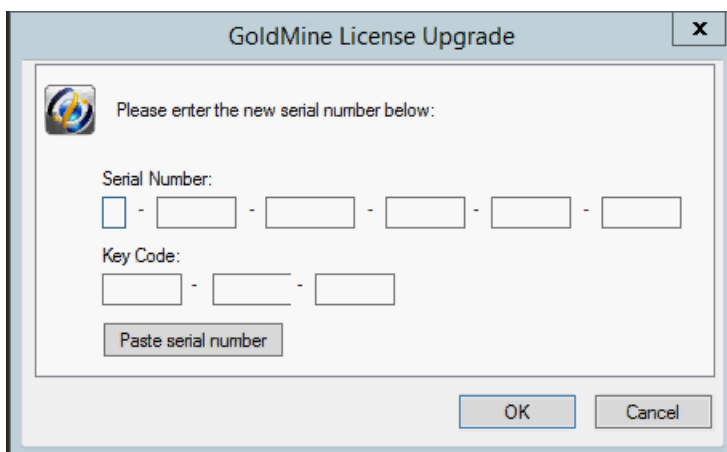 GoldMine License Upgrade
x
Please enter the new serial number below:
Serial Number:
- - - - -
Key Code:
- -
Paste serial number
OK Cancel